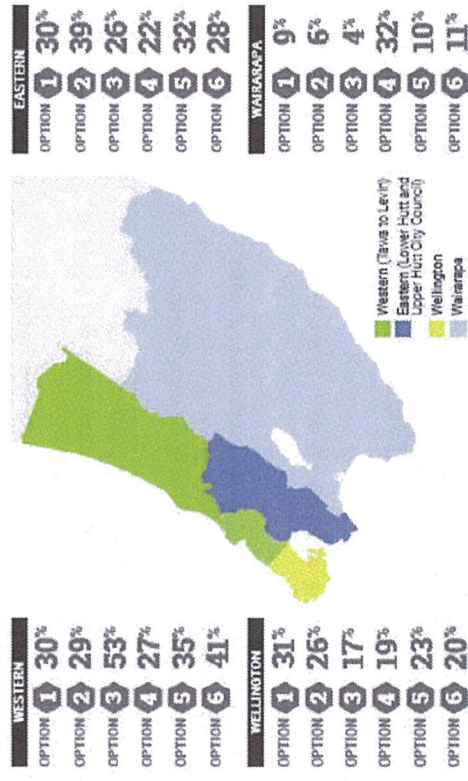 WESTERN
OPTION 1 30%
OPTION 2 29%
OPTION 3 53%
OPTION 4 27%
OPTION 5 35%
OPTION 6 41%
WELLINGTON
OPTION 1 31%
OPTION 2 26%
OPTION 3 17%
OPTION 4 19%
OPTION 5 23%
OPTION 6 20%
Western (Tawa to Levin)
Eastern (Lower Hutt and
Upper Hutt City Council)
Wellington
Wairarapa
EASTERN
OPTION 1 30%
OPTION 2 39%
OPTION 3 26%
OPTION 4 22%
OPTION 5 32%
OPTION 6 28%
WAIRARAPA
OPTION 1 9%
OPTION 2 6%
OPTION 3 4%
OPTION 4 32%
OPTION 5 10%
OPTION 6 11%